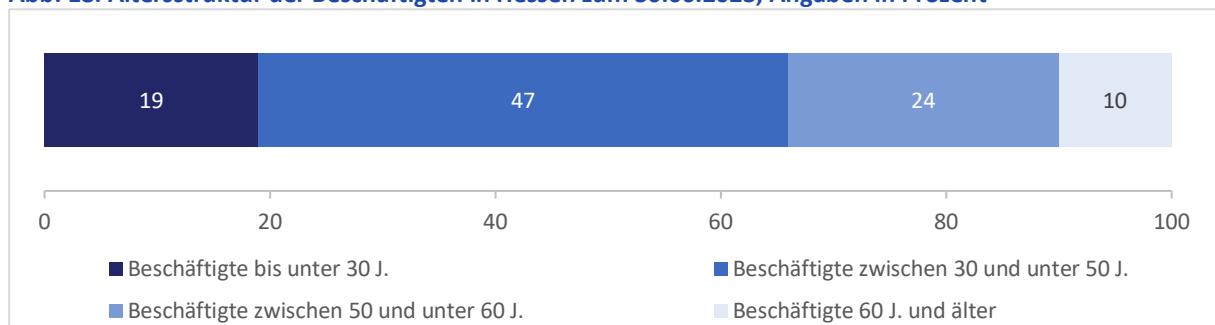 19 47 24 10
0 20 40 60 80 100
Beschäftigte bis unter 30 J. Beschäftigte zwischen 30 und unter 50 J.
Beschäftigte zwischen 50 und unter 60 J. Beschäftigte 60 J. und älter